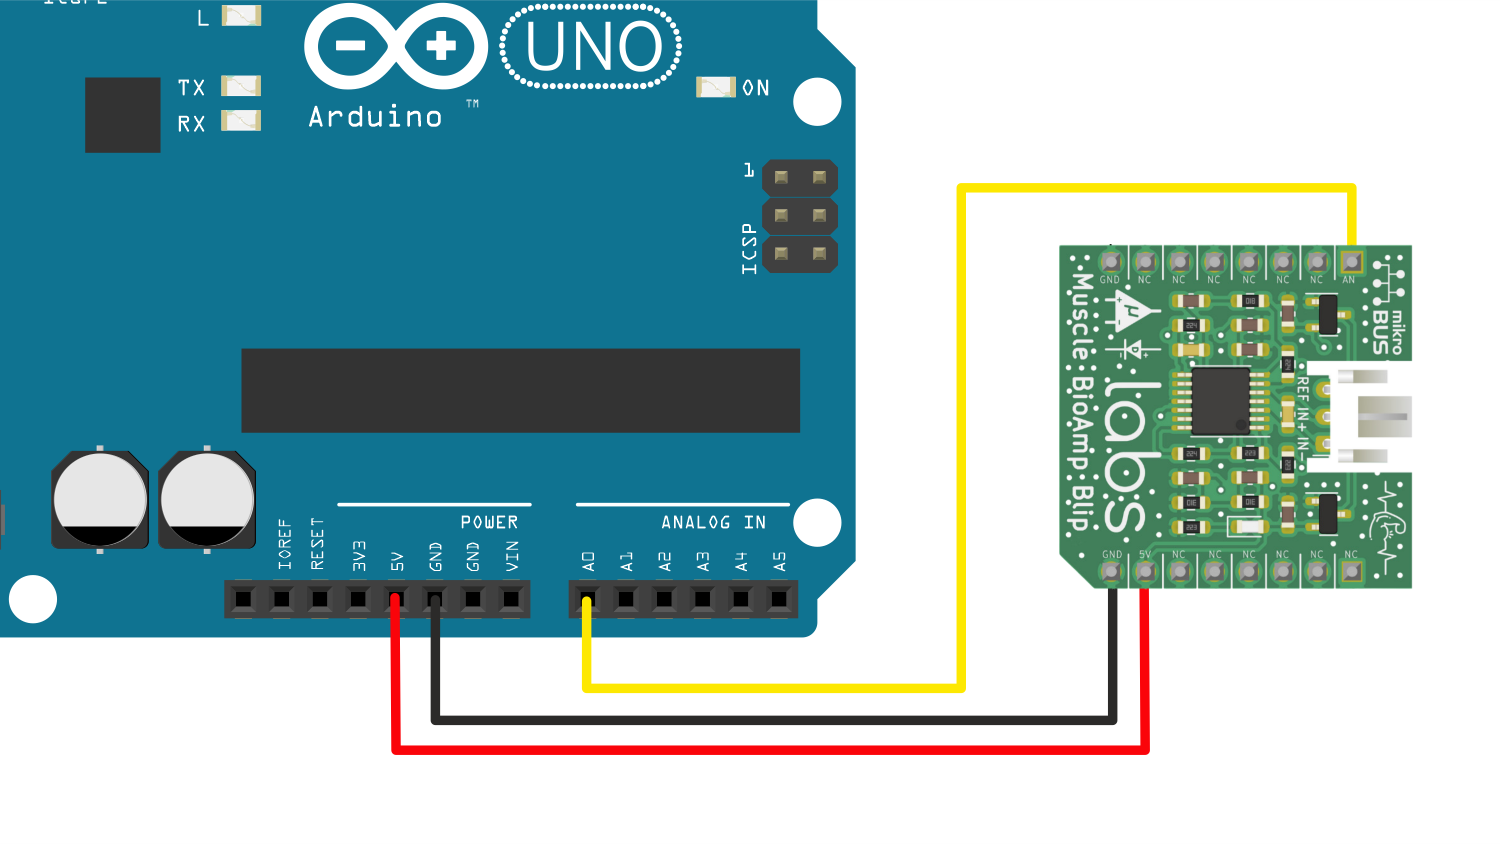 L
TX
RX
UNO
Arduino
TM
ON
1
ICSP
POWER
ANALOG IN
IOREF
RESET
3V3
5V
GND
GND
VIN
A0
A1
A2
A3
A4
A5
GND
NC
NC
NC
NC
NC
NC
AN
Muscle BioAmp Blip
labs
μ
mikro
BUS
REF IN+ IN-
GND
5V
NC
NC
NC
NC
NC
NC